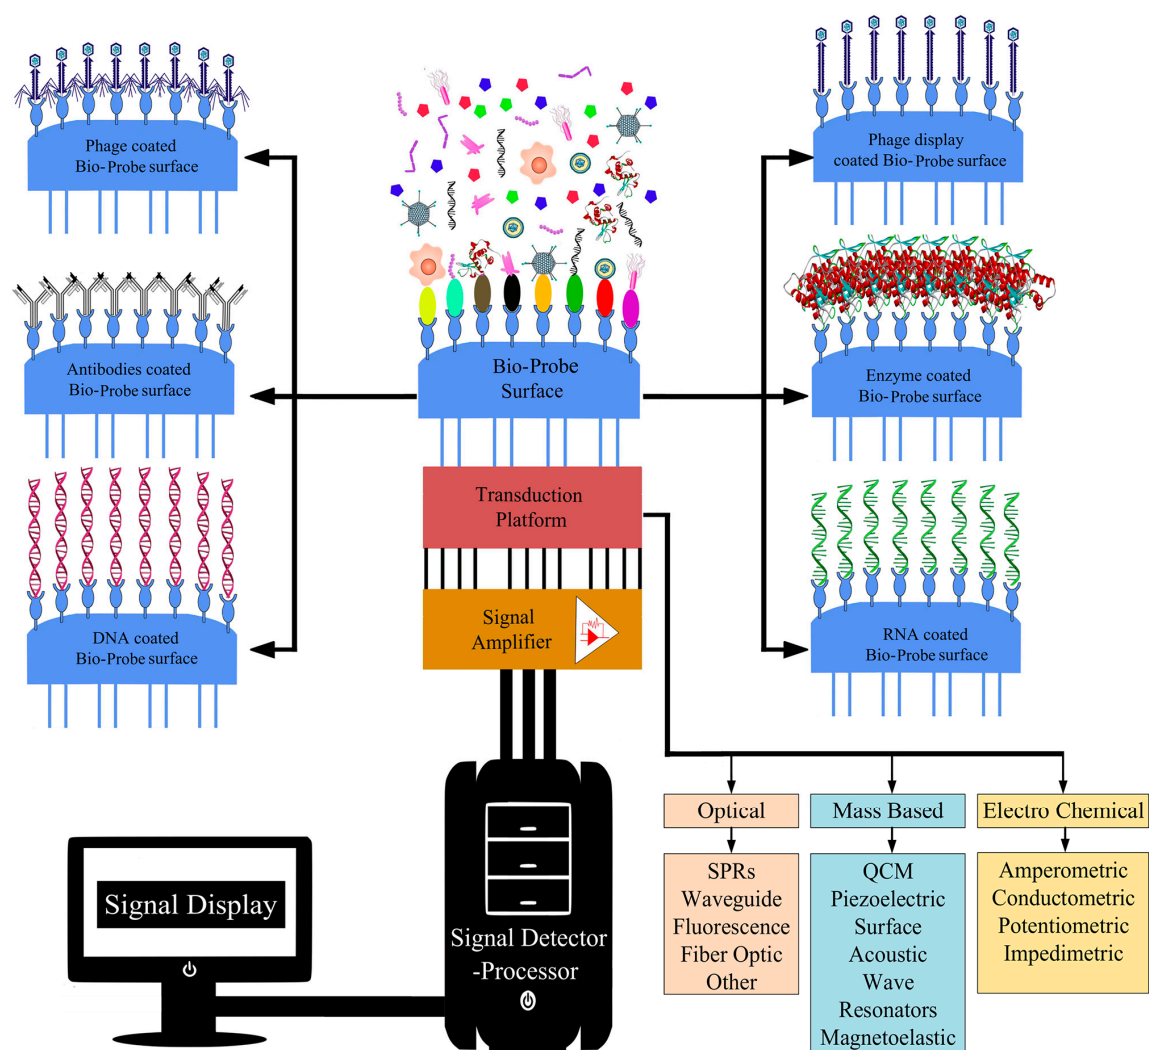 Phage coated
Bio-Probe surface
Phage display
coated Bio-Probe surface
Antibodies coated
Bio-Probe surface
Bio-Probe
Surface
Enzyme coated
Bio-Probe surface
Transduction
Platform
Signal
Amplifier
DNA coated
Bio-Probe surface
RNA coated
Bio-Probe surface
Optical
Mass Based
Electro Chemical
SPRs
Waveguide
Fluorescence
Fiber Optic
Other
QCM
Piezoelectric
Surface
Acoustic
Wave
Resonators
Magnetoelastic
Amperometric
Conductometric
Potentiometric
Impedimetric
Signal Display
Signal Detector
-Processor